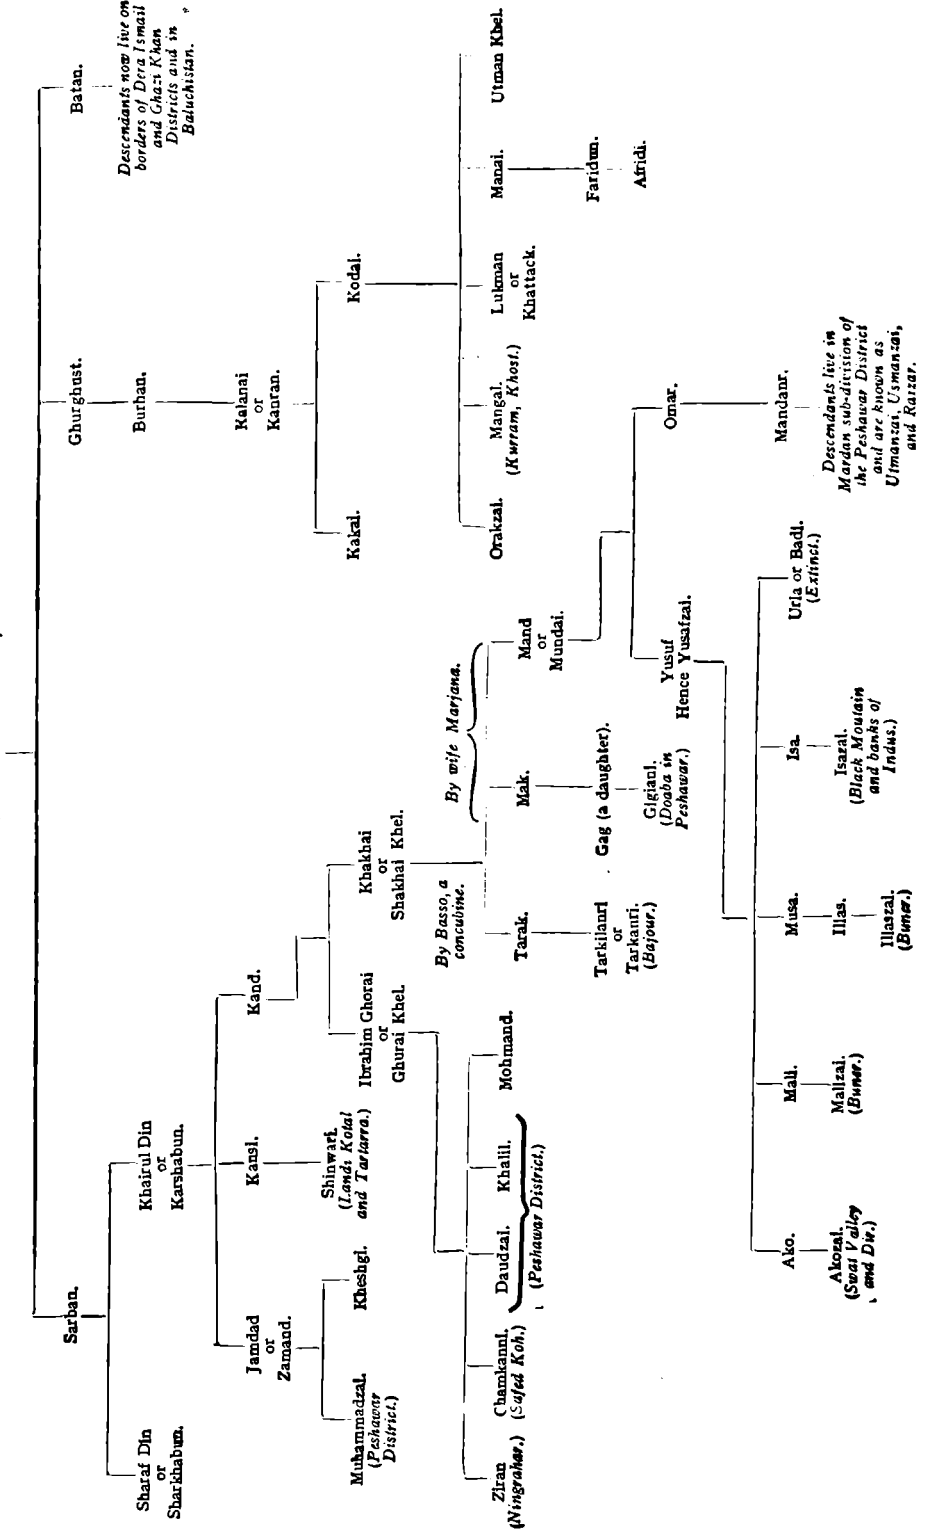 Sarban.
Ghurghust.
Batan.
Descendants now live on
borders of Dera Ismail
and Ghazi Khan
Districts and in
Baluchistan.
Sharaf Din
or
Sharkhabun.
Khairul Din
or
Karshabun.
Burhan.
Jamdad
or
Zamand.
Kansi.
Kand.
Kalanai
or
Kanran.
Muhammadzai.
(Peshawar
District.)
Kheshgi.
Shinwari.
(Landi Kotal
and Tartarra.)
Ibrahim Ghorai
or
Ghurai Khel.
Khakhai
or
Shakhai Khel.
Kakai.
Kodai.
By Basso, a
concubine.
By wife Marjana.
Ziran
(Ningrahar.)
Chamkanni.
(Safed Koh.)
Daudzai.
Khalil.
(Peshawar District.)
Mohmand.
Tarak.
Mak.
Mand
or
Mundai.
Orakzai.
Mangal.
(Kurram, Khost.)
Lukman
or
Khattack.
Manai.
Utman Khel.
Tarkilanri
or
Tarkanri.
(Bajour.)
Gag (a daughter).
Gigiani.
(Doaba in
Peshawar.)
Faridun.
Afridi.
Yusuf
Hence Yusafzai.
Omar.
Ako.
Mali.
Musa.
Isa.
Urla or Badi.
(Extinct.)
Mandanr.
Akozai.
(Swat Valley
and Dir.)
Malizai.
(Buner.)
Illas.
Illaszai.
(Buner.)
Isazai.
(Black Moutain
and banks of
Indus.)
Descendants live in
Mardan sub-division of
the Peshawar District
and are known as
Utmanzai, Usmanzai,
and Razzar.